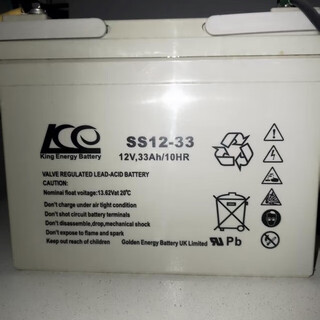 KE
King Energy Battery
SS12-33
12V,33Ah/10HR
VALVE REGULATED LEAD-ACID BATTERY
Nominal float voltage:13.62Vat 20℃
Don't charge under air tight condition
Don't short circuit battery terminals
Don't disassemble,drop,mechanical shock
Don't expose to flame and spark
Keep out reach of children
Golden Energy Battery UK Limited
Pb